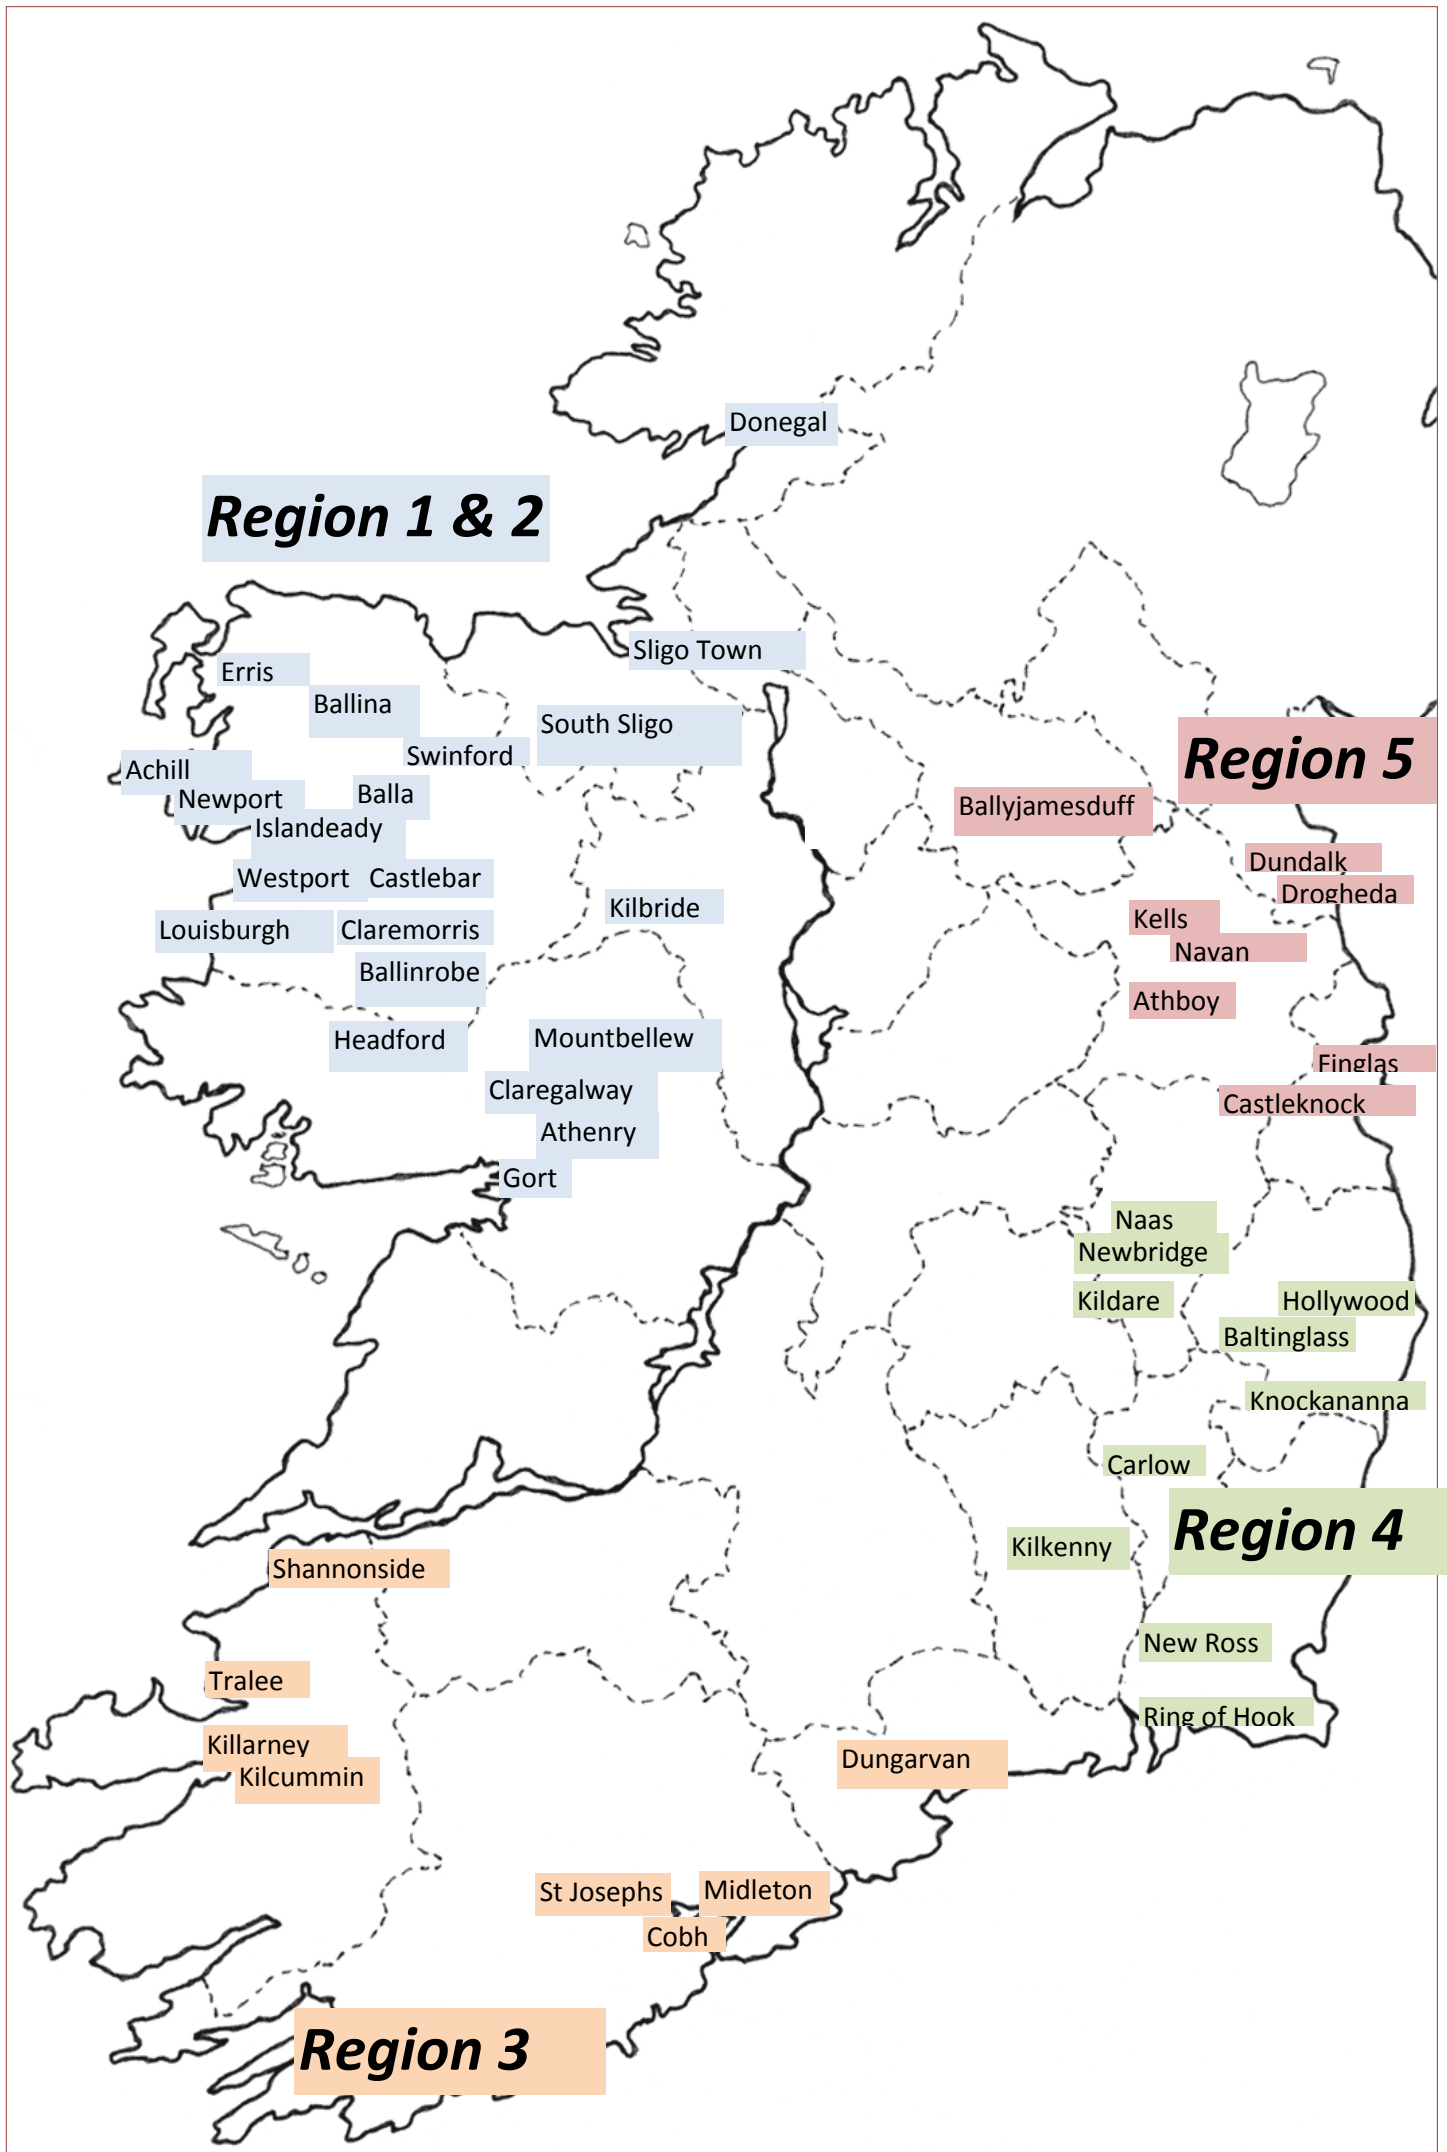 Donegal
Region 1 & 2
Sligo Town
Erris
Ballina
South Sligo
Swinford
Region 5
Achill
Newport
Balla
Ballyjamesduff
Islandeady
Dundalk
Westport
Castlebar
Drogheda
Kilbride
Kells
Louisburgh
Claremorris
Navan
Ballinrobe
Athboy
Headford
Mountbellew
Finglas
Claregalway
Castleknock
Athenry
Gort
Naas
Newbridge
Kildare
Hollywood
Baltinglass
Knockananna
Carlow
Region 4
Kilkenny
Shannonside
New Ross
Tralee
Ring of Hook
Killarney
Dungarvan
Kilcummin
St Josephs
Midleton
Cobh
Region 3